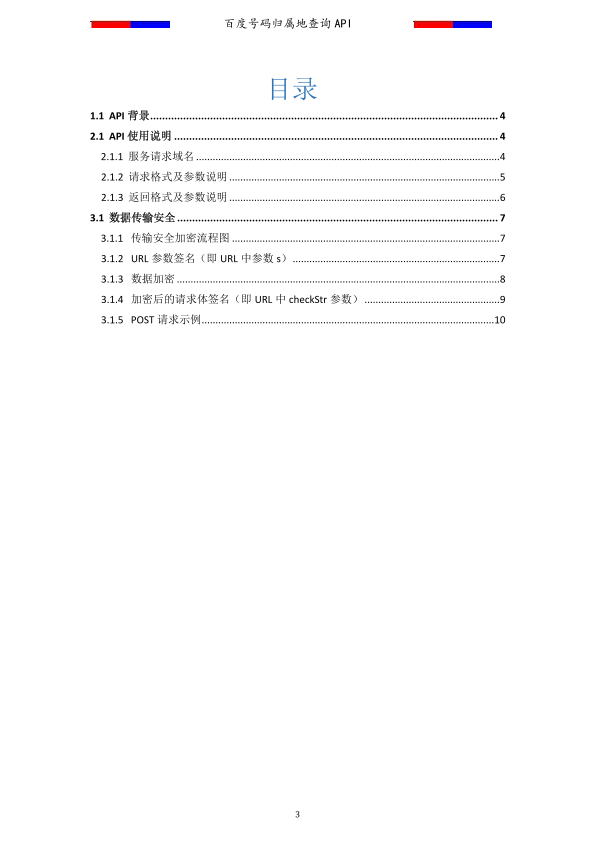 百度号码归属地查询 API
目录
1.1 API 背景........................................................................................................................ 4
2.1 API 使用说明................................................................................................................ 4
2.1.1 服务请求域名.........................................................................................................4
2.1.2 请求格式及参数说明.............................................................................................5
2.1.3 返回格式及参数说明.............................................................................................6
3.1 数据传输安全............................................................................................................... 7
3.1.1 传输安全加密流程图.............................................................................................7
3.1.2 URL 参数签名（即 URL 中参数 s）......................................................................7
3.1.3 数据加密................................................................................................................8
3.1.4 加密后的请求体签名（即 URL 中 checkStr 参数）..............................................9
3.1.5 POST 请求示例....................................................................................................10
3